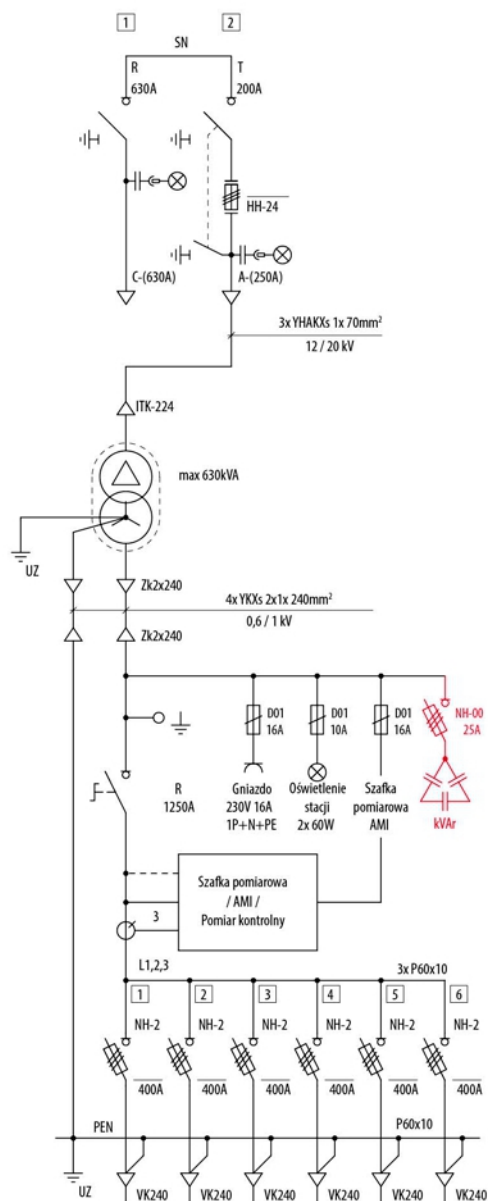 1
2
SN
R
T
630A
200A
HH-24
C-(630A)
A-(250A)
3x YHAKXs 1x 70mm²
12 / 20 kV
ITK-224
max 630kVA
UZ
Zk2x240
4x YKXs 2x1x 240mm²
0,6 / 1 kV
Zk2x240
D01
16A
D01
10A
D01
16A
NH-00
25A
R
1250A
Gniazdo
230V 16A
1P+N+PE
Oświetlenie
stacji
2x 60W
Szafka
pomiarowa
AMI
kVAr
Szafka pomiarowa
/ AMI /
Pomiar kontrolny
3
L1,2,3
3x P60x10
1
2
3
4
5
6
NH-2
NH-2
NH-2
NH-2
NH-2
NH-2
400A
400A
400A
400A
400A
400A
PEN
P60x10
UZ
VK240
VK240
VK240
VK240
VK240
VK240